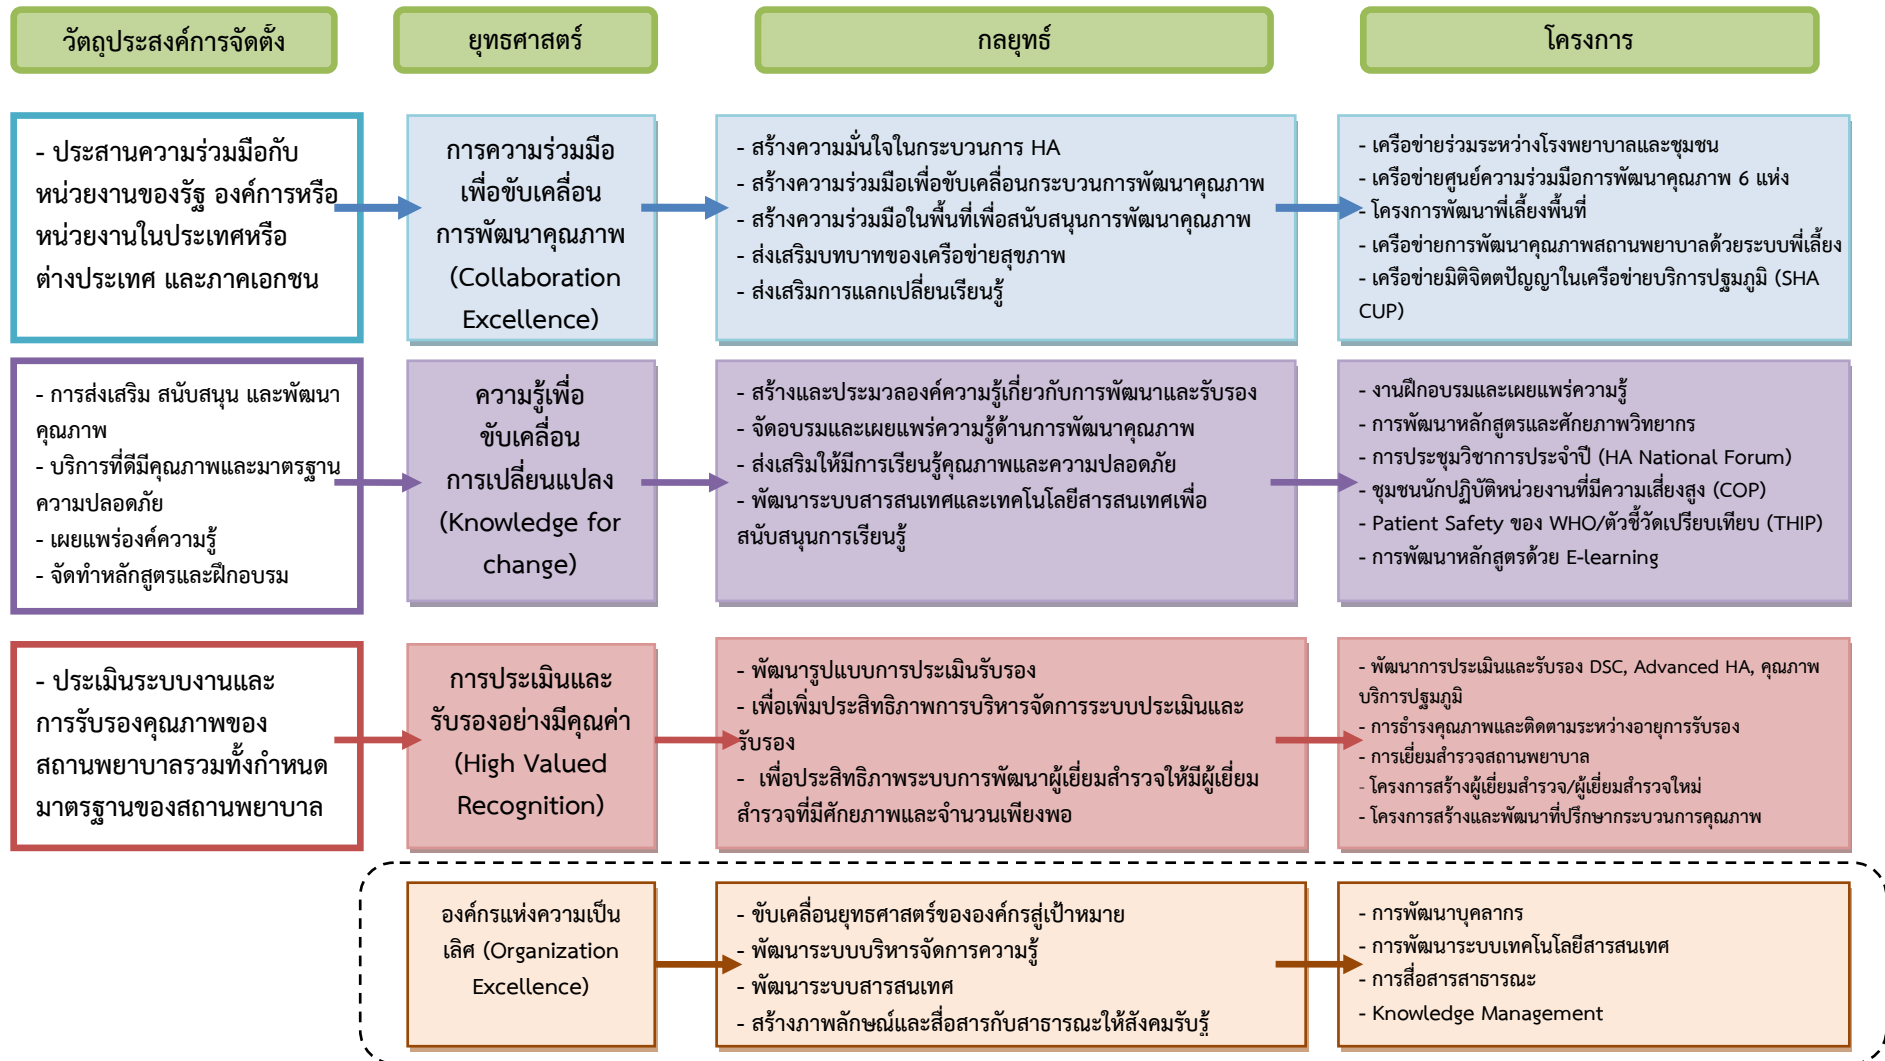 วัตถุประสงค์การจัดตั้ง
ยุทธศาสตร์
กลยุทธ์
โครงการ
- ประสานความร่วมมือกับ
หน่วยงานของรัฐ องค์การหรือ
หน่วยงานในประเทศหรือ
ต่างประเทศ และภาคเอกชน
การความร่วมมือ
เพื่อขับเคลื่อน
การพัฒนาคุณภาพ
(Collaboration
Excellence)
- สร้างความมั่นใจในกระบวนการ HA
- สร้างความร่วมมือเพื่อขับเคลื่อนกระบวนการพัฒนาคุณภาพ
- สร้างความร่วมมือในพื้นที่เพื่อสนับสนุนการพัฒนาคุณภาพ
- ส่งเสริมบทบาทของเครือข่ายสุขภาพ
- ส่งเสริมการแลกเปลี่ยนเรียนรู้
- เครือข่ายร่วมระหว่างโรงพยาบาลและชุมชน
- เครือข่ายศูนย์ความร่วมมือการพัฒนาคุณภาพ 6 แห่ง
- โครงการพัฒนาพี่เลี้ยงพื้นที่
- เครือข่ายการพัฒนาคุณภาพสถานพยาบาลด้วยระบบพี่เลี้ยง
- เครือข่ายมิติจิตตปัญญาในเครือข่ายบริการปฐมภูมิ (SHA
CUP)
- การส่งเสริม สนับสนุน และพัฒนา
คุณภาพ
- บริการที่ดีมีคุณภาพและมาตรฐาน
ความปลอดภัย
- เผยแพร่องค์ความรู้
- จัดทำหลักสูตรและฝึกอบรม
ความรู้เพื่อ
ขับเคลื่อน
การเปลี่ยนแปลง
(Knowledge for
change)
- สร้างและประมวลองค์ความรู้เกี่ยวกับการพัฒนาและรับรอง
- จัดอบรมและเผยแพร่ความรู้ด้านการพัฒนาคุณภาพ
- ส่งเสริมให้มีการเรียนรู้คุณภาพและความปลอดภัย
- พัฒนาระบบสารสนเทศและเทคโนโลยีสารสนเทศเพื่อ
สนับสนุนการเรียนรู้
- งานฝึกอบรมและเผยแพร่ความรู้
- การพัฒนาหลักสูตรและศักยภาพวิทยากร
- การประชุมวิชาการประจำปี (HA National Forum)
- ชุมชนนักปฏิบัติหน่วยงานที่มีความเสี่ยงสูง (COP)
- Patient Safety ของ WHO/ตัวชี้วัดเปรียบเทียบ (THIP)
- การพัฒนาหลักสูตรด้วย E-learning
- ประเมินระบบงานและ
การรับรองคุณภาพของ
สถานพยาบาลรวมทั้งกำหนด
มาตรฐานของสถานพยาบาล
การประเมินและ
รับรองอย่างมีคุณค่า
(High Valued
Recognition)
- พัฒนารูปแบบการประเมินรับรอง
- เพื่อเพิ่มประสิทธิภาพการบริหารจัดการระบบประเมินและ
รับรอง
- เพื่อประสิทธิภาพระบบการพัฒนาผู้เยี่ยมสำรวจให้มีผู้เยี่ยม
สำรวจที่มีศักยภาพและจำนวนเพียงพอ
- พัฒนาการประเมินและรับรอง DSC, Advanced HA, คุณภาพ
บริการปฐมภูมิ
- การธำรงคุณภาพและติดตามระหว่างอายุการรับรอง
- การเยี่ยมสำรวจสถานพยาบาล
- โครงการสร้างผู้เยี่ยมสำรวจ/ผู้เยี่ยมสำรวจใหม่
- โครงการสร้างและพัฒนาที่ปรึกษากระบวนการคุณภาพ
องค์กรแห่งความเป็น
เลิศ (Organization
Excellence)
- ขับเคลื่อนยุทธศาสตร์ขององค์กรสู่เป้าหมาย
- พัฒนาระบบบริหารจัดการความรู้
- พัฒนาระบบสารสนเทศ
- สร้างภาพลักษณ์และสื่อสารกับสาธารณะให้สังคมรับรู้
- การพัฒนาบุคลากร
- การพัฒนาระบบเทคโนโลยีสารสนเทศ
- การสื่อสารสาธารณะ
- Knowledge Management